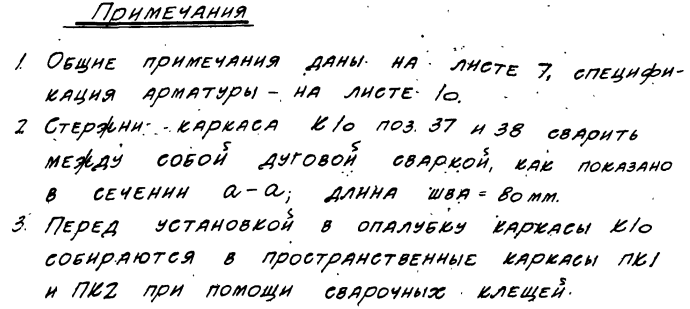 Примечания
1. Общие примечания даны на листе 7, специфи-
кация арматуры - на листе 10.
2 Стержни каркаса К10 поз. 37 и 38 сварить
между собой дуговой сваркой, как показано
в сечении а-а; длина шва = 80 мм.
3. Перед установкой в опалубку каркасы К10
собираются в пространственные каркасы ПК1
и ПК2 при помощи сварочных клещей.